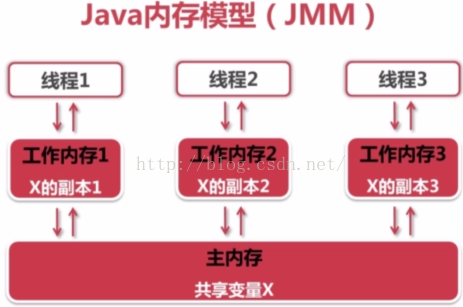 Java内存模型（JMM）
线程1
线程2
线程3
工作内存1
工作内存2
工作内存3
X的副本1
X的副本2
X的副本3
http://blog.csdn.net/
主内存
共享变量X